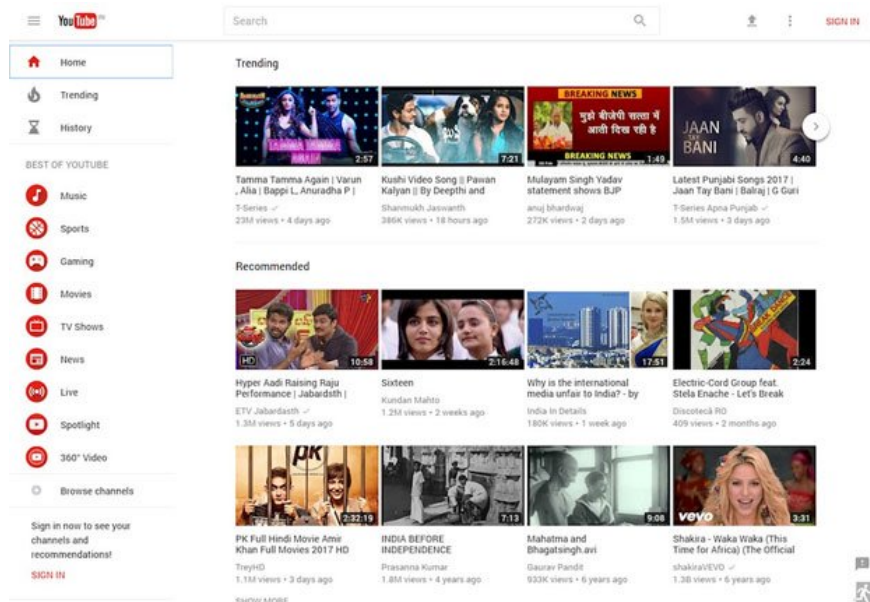 YouTube IN
Search
SIGN IN
Home
Trending
History
BEST OF YOUTUBE
Music
Sports
Gaming
Movies
TV Shows
News
Live
Spotlight
360° Video
Browse channels
Sign in now to see your
channels and
recommendations!
SIGN IN
Trending
2:57
7:21
BREAKING NEWS
मुझे बीजेपी सत्ता में
आती दिख रही है
BREAKING NEWS
1:49
JAAN
TAY
BANI
4:40
Tamma Tamma Again | Varun
, Alia | Bappi L, Anuradha P |
T-Series
23M views • 4 days ago
Kushi Video Song || Pawan
Kalyan || By Deepthi and
Shanmukh Jaswanth
386K views • 18 hours ago
Mulayam Singh Yadav
statement shows BJP
anuj bhardwaj
272K views • 2 days ago
Latest Punjabi Songs 2017 |
Jaan Tay Bani | Balraj | G Guri
T-Series Apna Punjab
1.5M views • 3 days ago
Recommended
HD
10:58
2:16:48
17:51
2:24
Hyper Aadi Raising Raju
Performance | Jabardsth |
ETV Jabardasth
1.3M views • 5 days ago
Sixteen
Kundan Mahto
1.2M views • 2 weeks ago
Why is the international
media unfair to India? - by
India In Details
180K views • 1 week ago
Electric-Cord Group feat.
Stela Enache - Let's Break
Discotecă RO
409 views • 2 months ago
PK
2:32:19
7:13
9:08
vevo
3:31
PK Full Hindi Movie Amir
Khan Full Movies 2017 HD
TreyHD
1.1M views • 3 days ago
INDIA BEFORE
INDEPENDENCE
Prasanna Kumar
1.8M views • 4 years ago
Mahatma and
Bhagatsingh.avi
Gaurav Pandit
933K views • 6 years ago
Shakira - Waka Waka (This
Time for Africa) (The Official
shakiraVEVO
1.3B views • 6 years ago
SHOW MORE